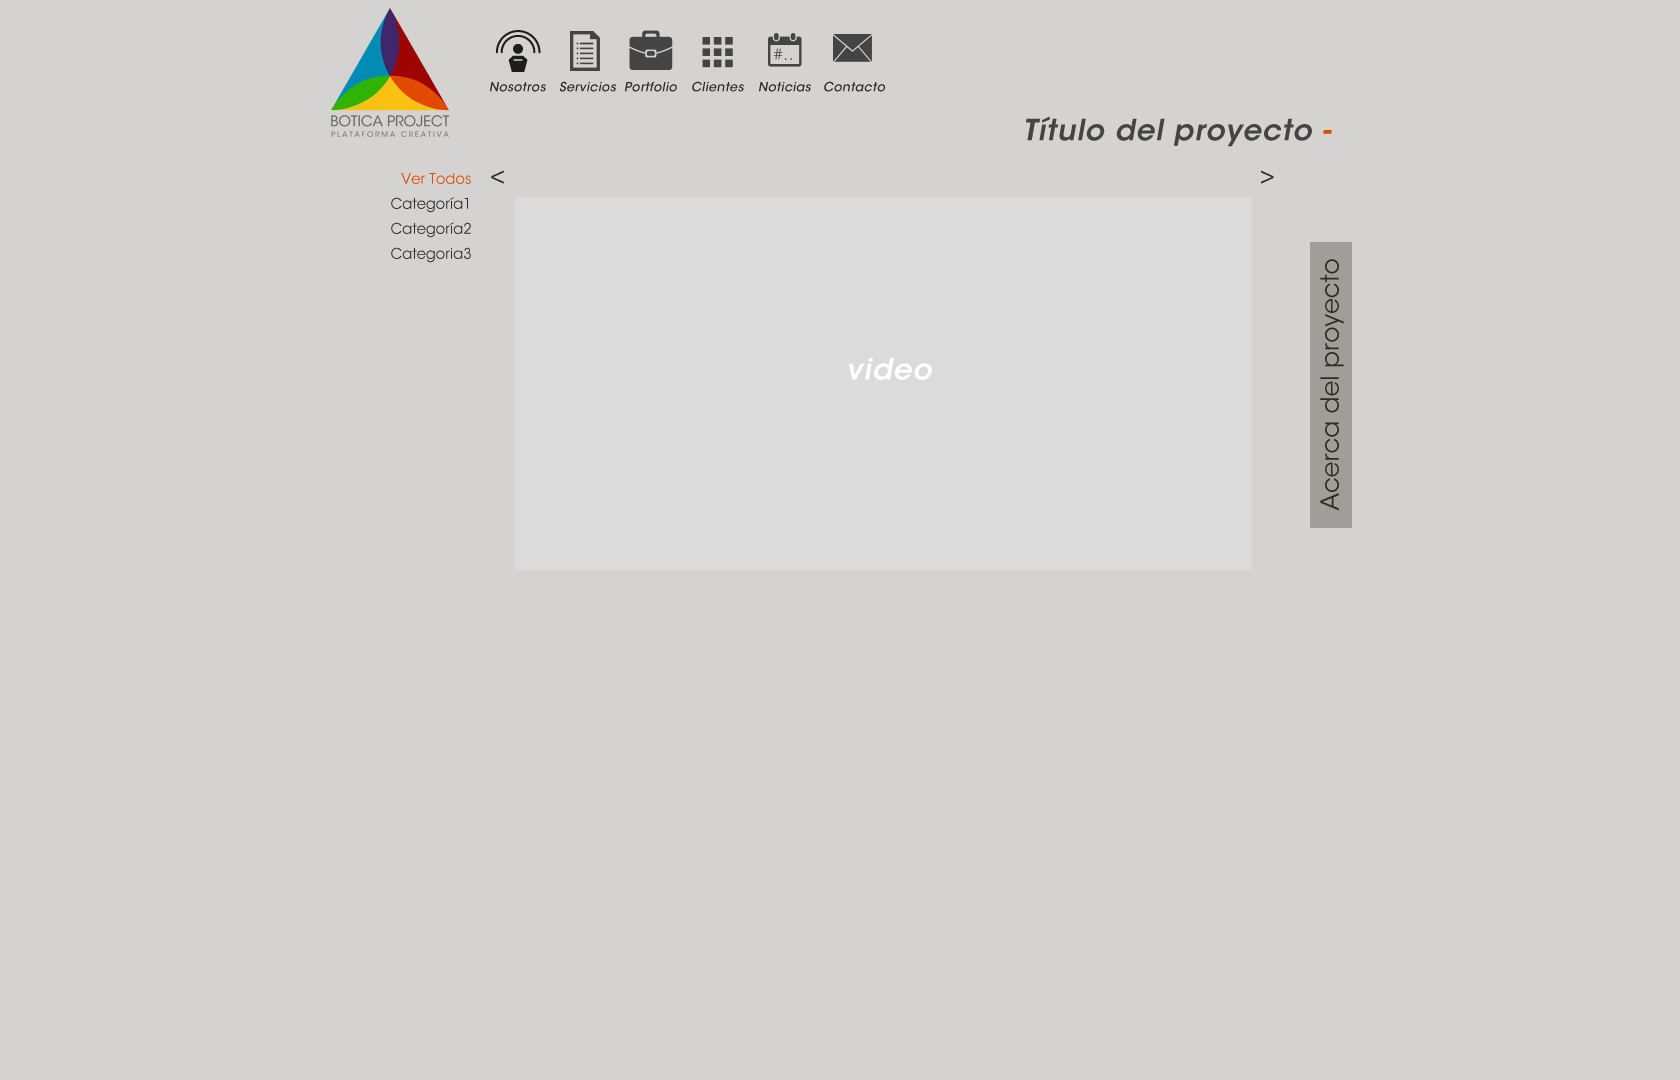 BOTICA PROJECT
PLATAFORMA CREATIVA
Nosotros
Servicios
Portfolio
Clientes
#..
Noticias
Contacto
Título del proyecto -
Ver Todos
Categoría1
Categoría2
Categoria3
<
>
video
Acerca del proyecto